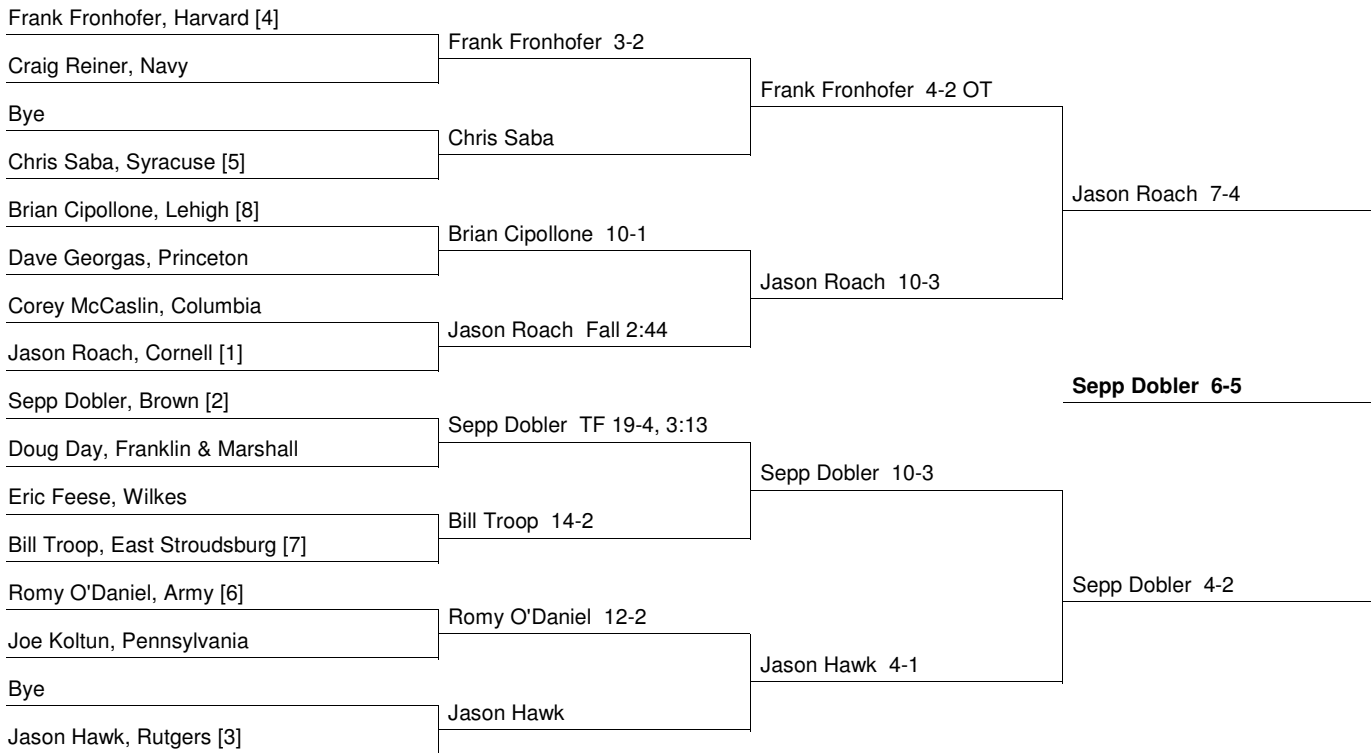 Frank Fronhofer, Harvard [4]
Frank Fronhofer 3-2
Craig Reiner, Navy
Frank Fronhofer 4-2 OT
Bye
Chris Saba
Chris Saba, Syracuse [5]
Jason Roach 7-4
Brian Cipollone, Lehigh [8]
Brian Cipollone 10-1
Dave Georgas, Princeton
Jason Roach 10-3
Corey McCaslin, Columbia
Jason Roach Fall 2:44
Jason Roach, Cornell [1]
Sepp Dobler 6-5
Sepp Dobler, Brown [2]
Sepp Dobler TF 19-4, 3:13
Doug Day, Franklin & Marshall
Sepp Dobler 10-3
Eric Feese, Wilkes
Bill Troop 14-2
Bill Troop, East Stroudsburg [7]
Sepp Dobler 4-2
Romy O'Daniel, Army [6]
Romy O'Daniel 12-2
Joe Koltun, Pennsylvania
Jason Hawk 4-1
Bye
Jason Hawk
Jason Hawk, Rutgers [3]